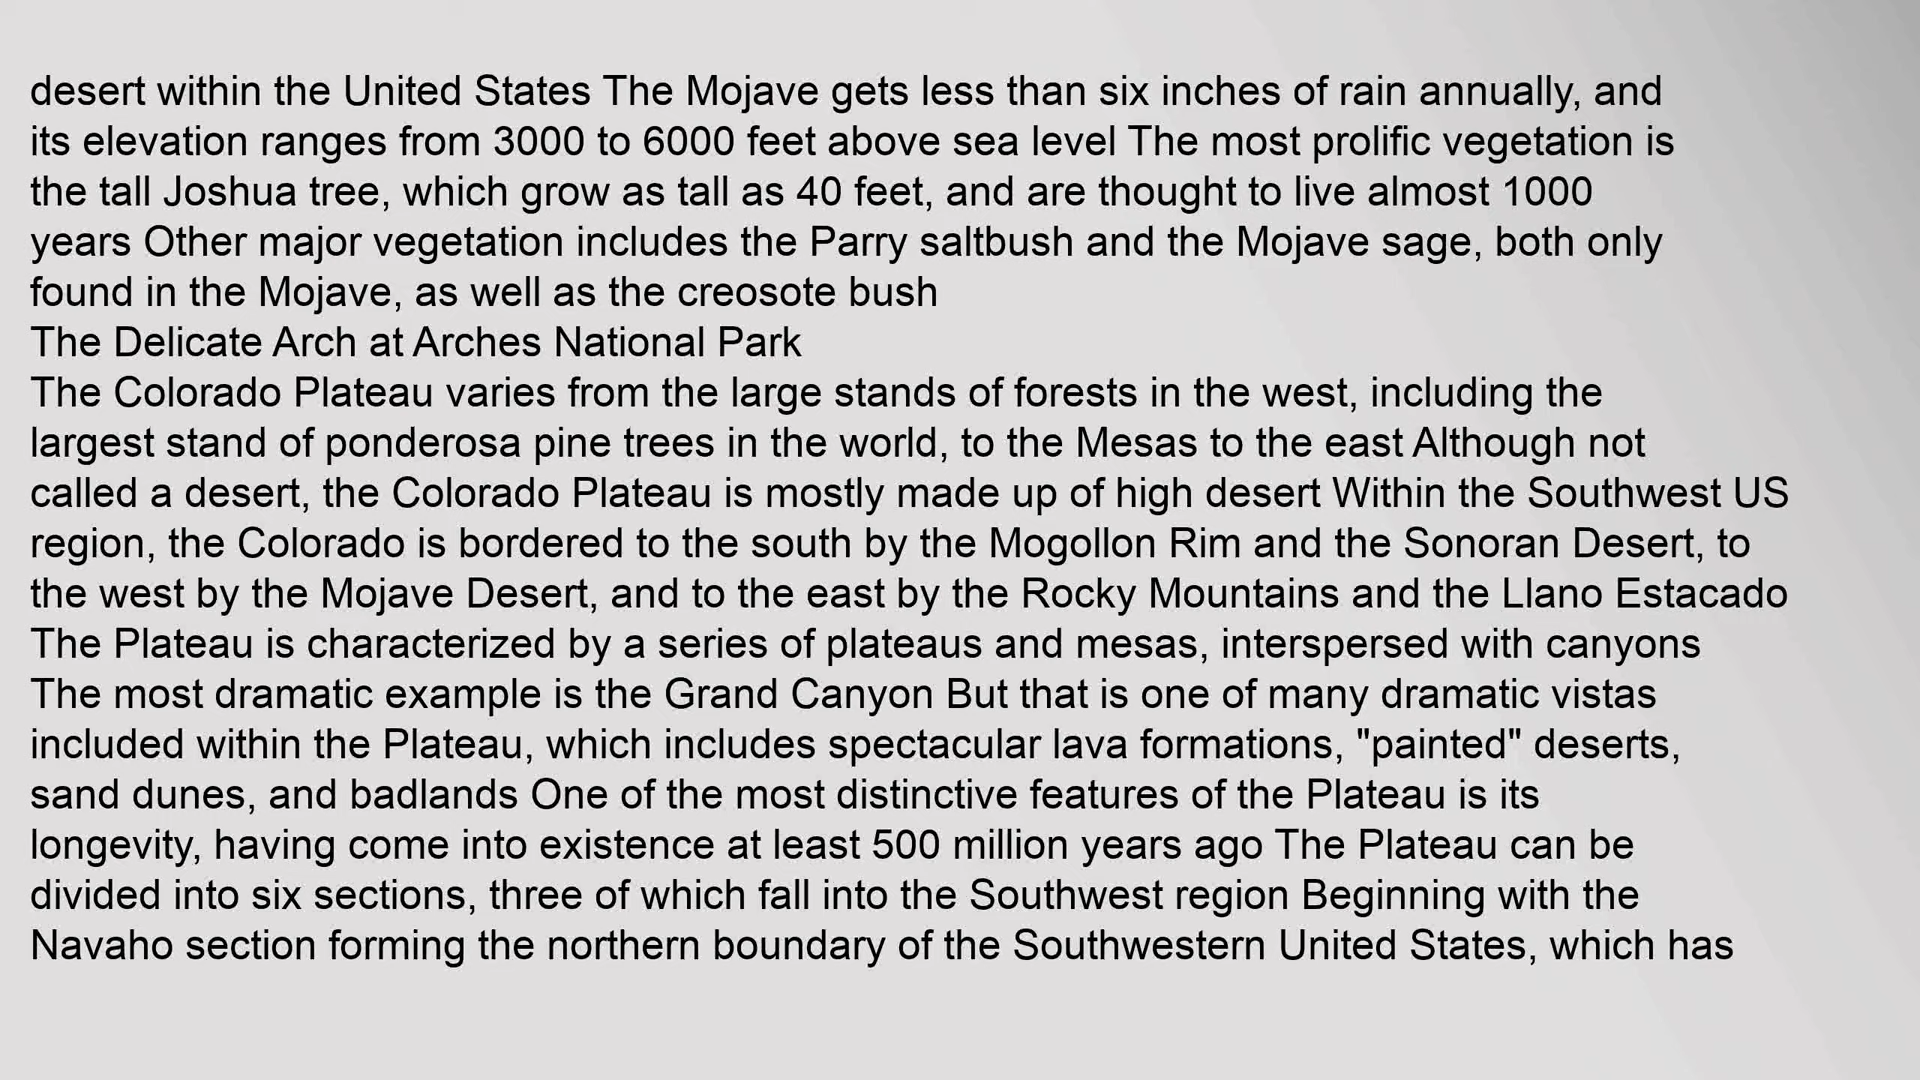 desert within the United States The Mojave gets less than six inches of rain annually, and
its elevation ranges from 3000 to 6000 feet above sea level The most prolific vegetation is
the tall Joshua tree, which grow as tall as 40 feet, and are thought to live almost 1000
years Other major vegetation includes the Parry saltbush and the Mojave sage, both only
found in the Mojave, as well as the creosote bush
The Delicate Arch at Arches National Park
The Colorado Plateau varies from the large stands of forests in the west, including the
largest stand of ponderosa pine trees in the world, to the Mesas to the east Although not
called a desert, the Colorado Plateau is mostly made up of high desert Within the Southwest US
region, the Colorado is bordered to the south by the Mogollon Rim and the Sonoran Desert, to
the west by the Mojave Desert, and to the east by the Rocky Mountains and the Llano Estacado
The Plateau is characterized by a series of plateaus and mesas, interspersed with canyons
The most dramatic example is the Grand Canyon But that is one of many dramatic vistas
included within the Plateau, which includes spectacular lava formations, "painted" deserts,
sand dunes, and badlands One of the most distinctive features of the Plateau is its
longevity, having come into existence at least 500 million years ago The Plateau can be
divided into six sections, three of which fall into the Southwest region Beginning with the
Navaho section forming the northern boundary of the Southwestern United States, which has